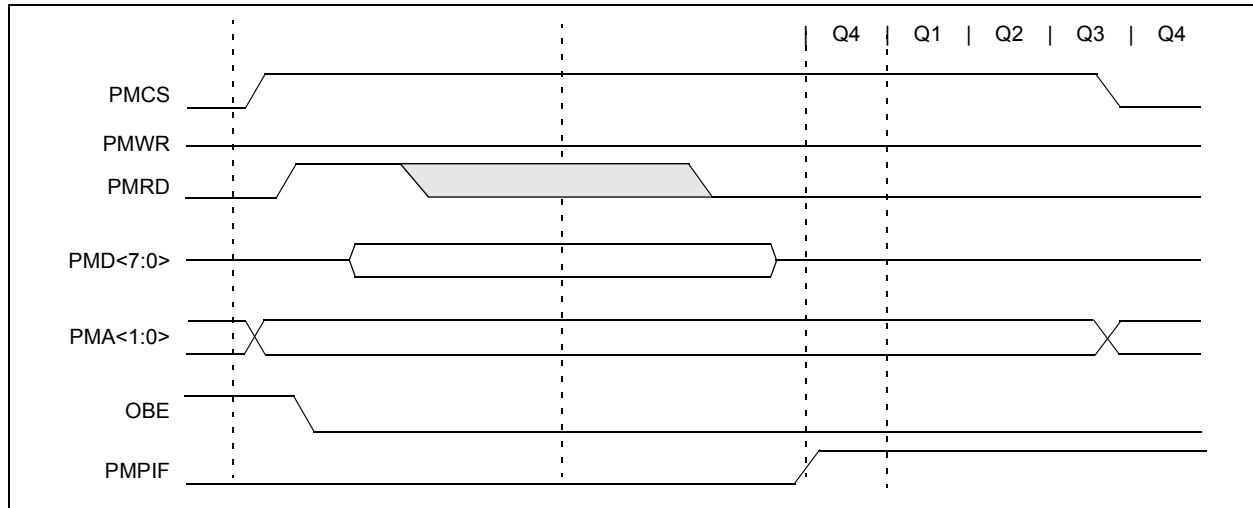 | Q4 | Q1 | Q2 | Q3 | Q4
PMCS
PMWR
PMRD
PMD<7:0>
PMA<1:0>
OBE
PMPIF